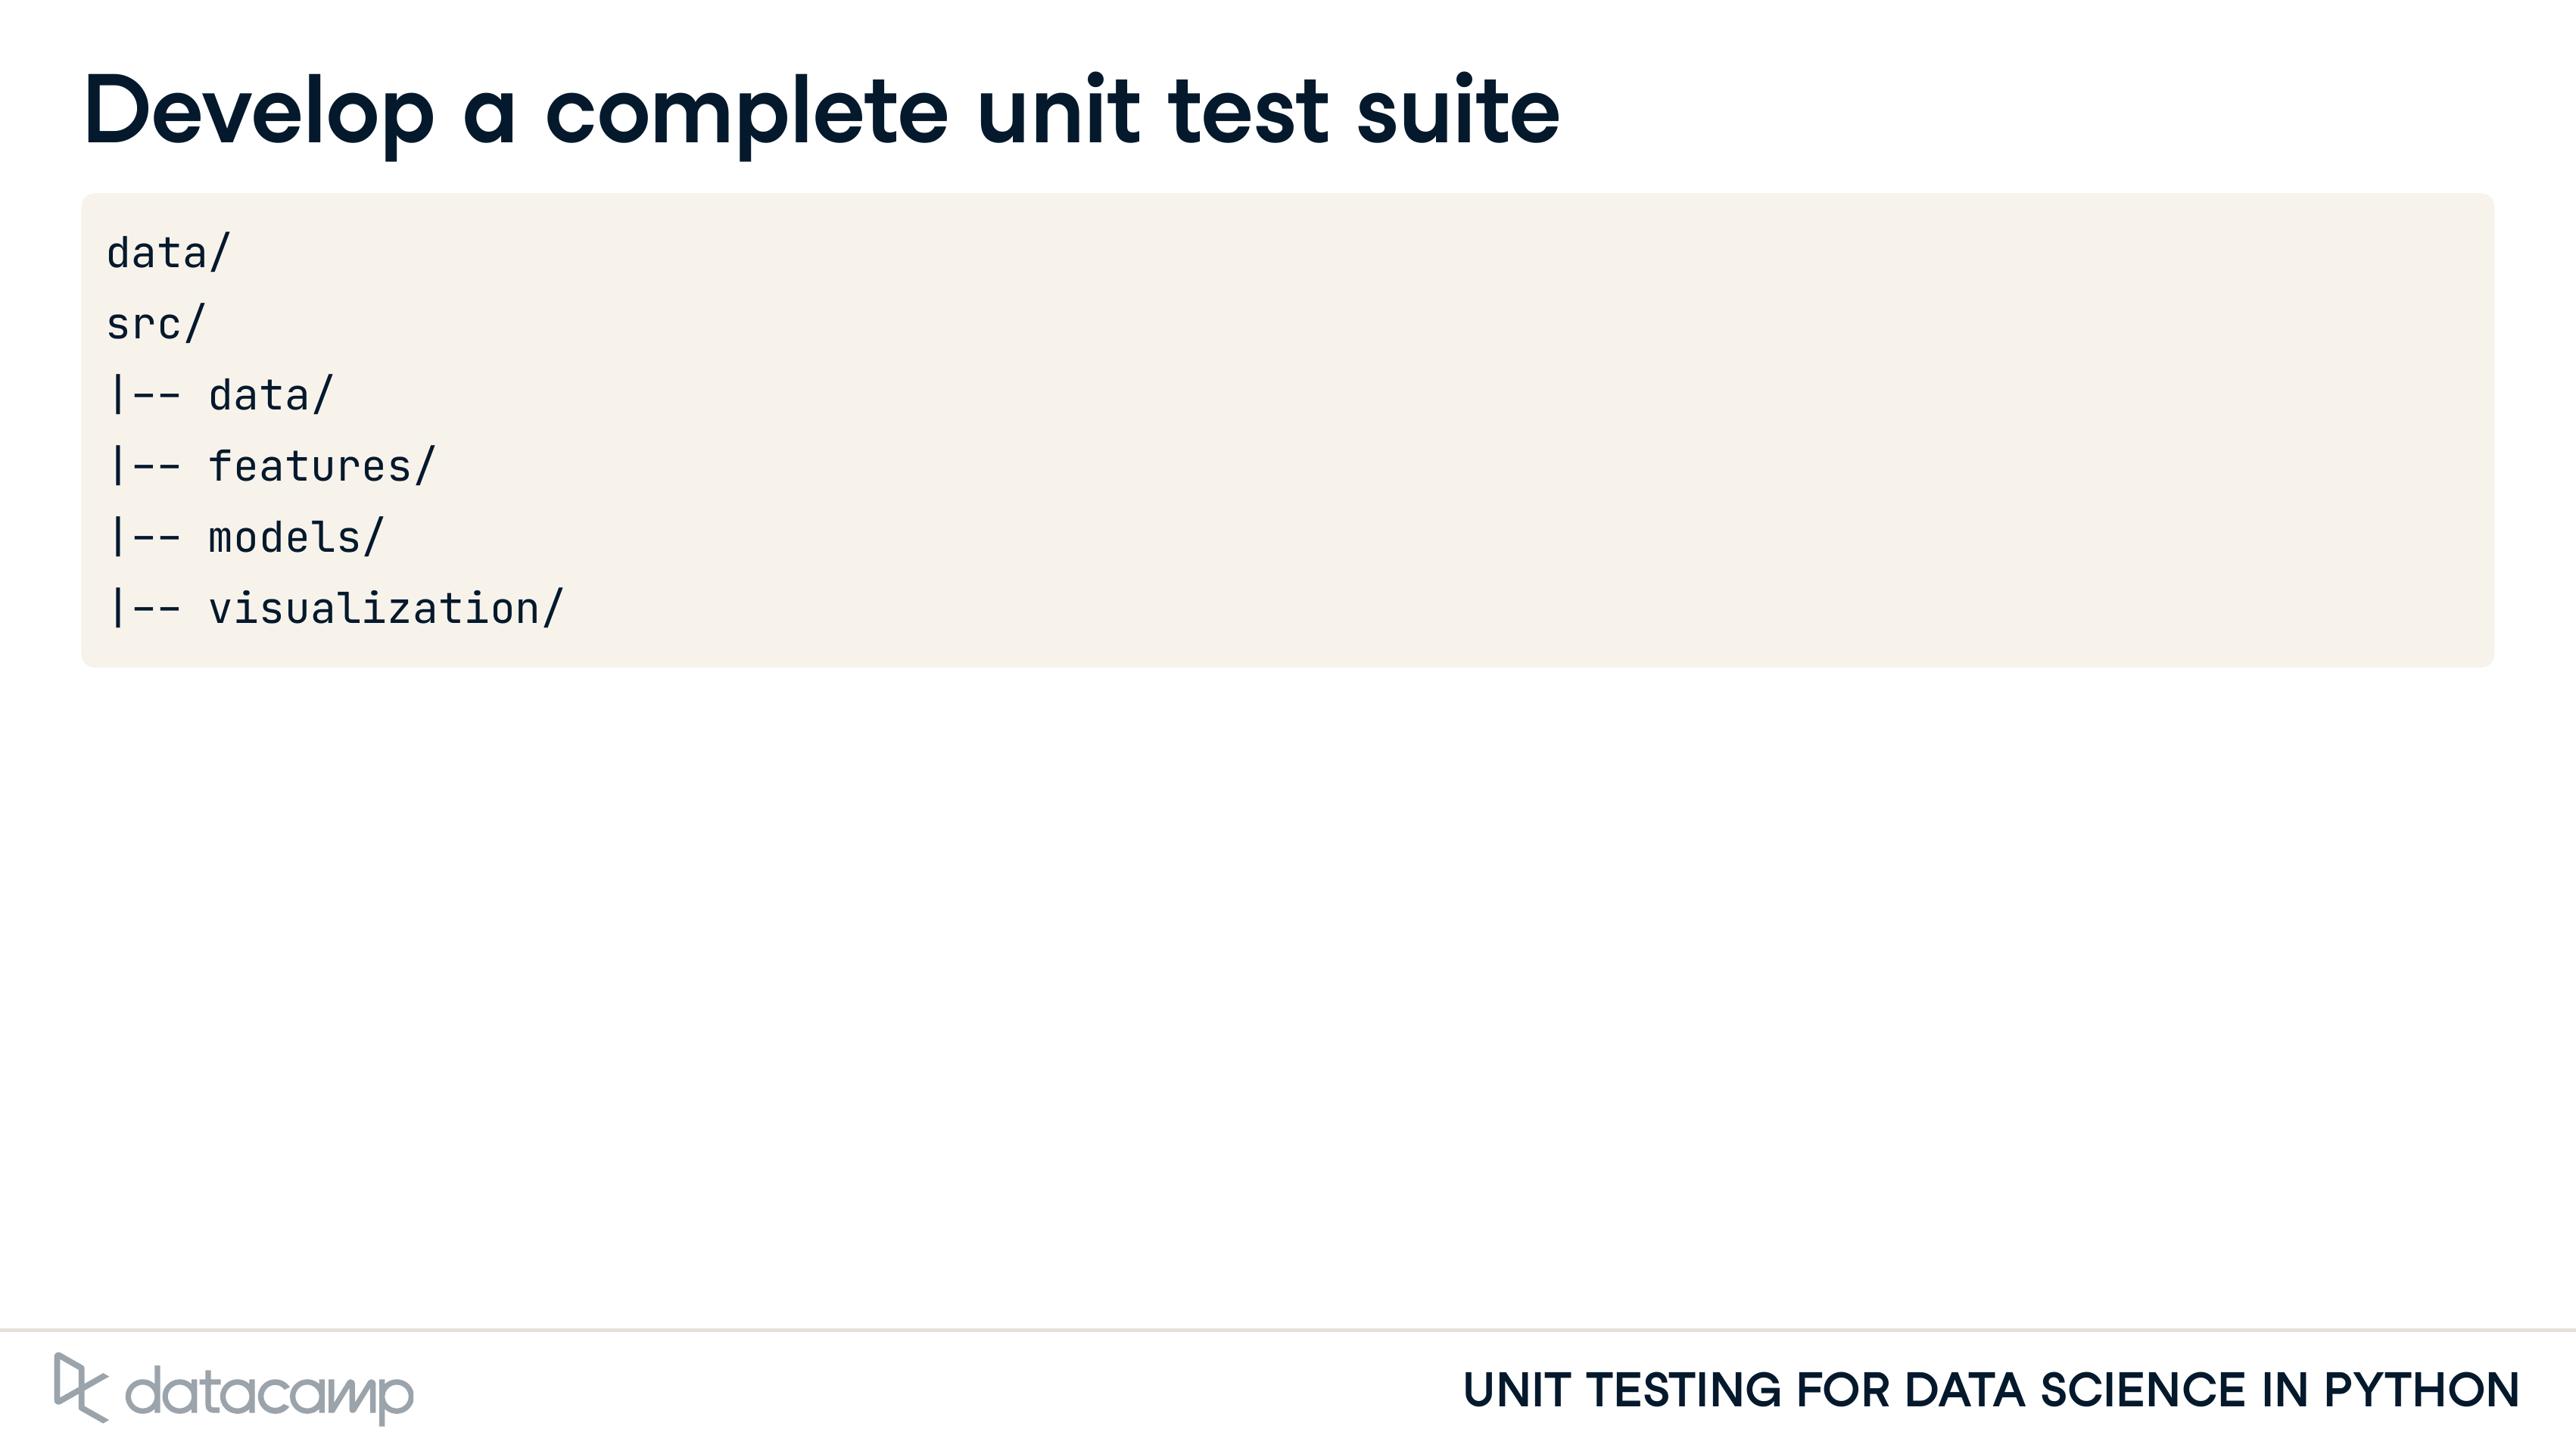 Develop a complete unit test suite
data/
src/
|-- data/
|-- features/
|-- models/
|-- visualization/
datacamp
UNIT TESTING FOR DATA SCIENCE IN PYTHON